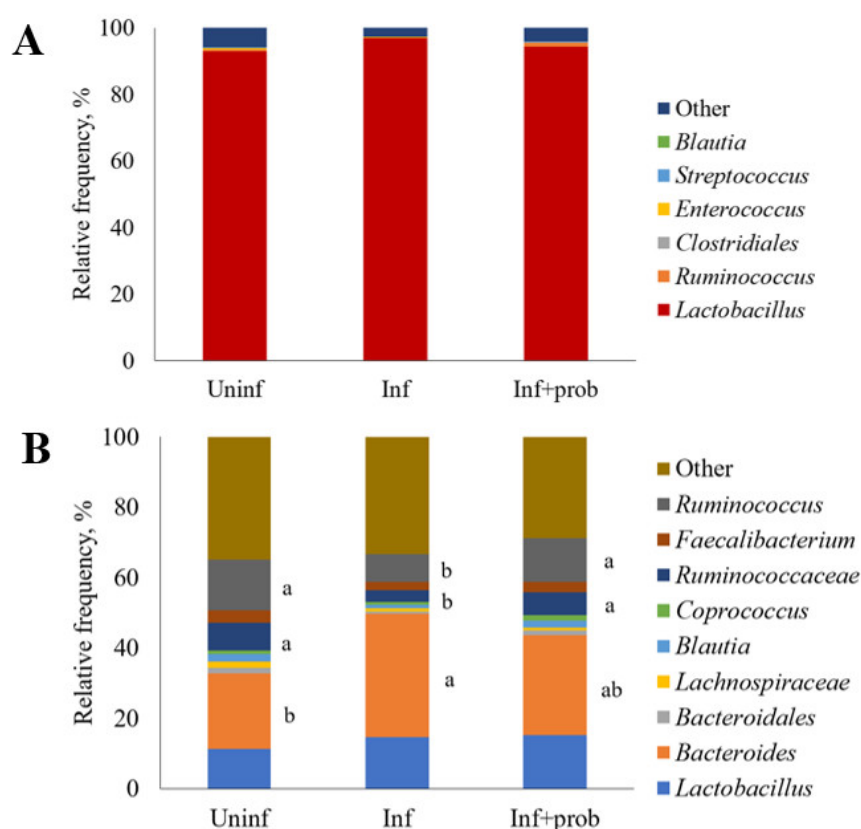 A
Relative frequency, %
100
80
60
40
20
0
Uninf Inf Inf+prob
Other
Blautia
Streptococcus
Enterococcus
Clostridiales
Ruminococcus
Lactobacillus
B
Relative frequency, %
100
80
60
40
20
0
a b a
a b a
b a ab
Uninf Inf Inf+prob
Other
Ruminococcus
Faecalibacterium
Ruminococcaceae
Coprococcus
Blautia
Lachnospiraceae
Bacteroidales
Bacteroides
Lactobacillus